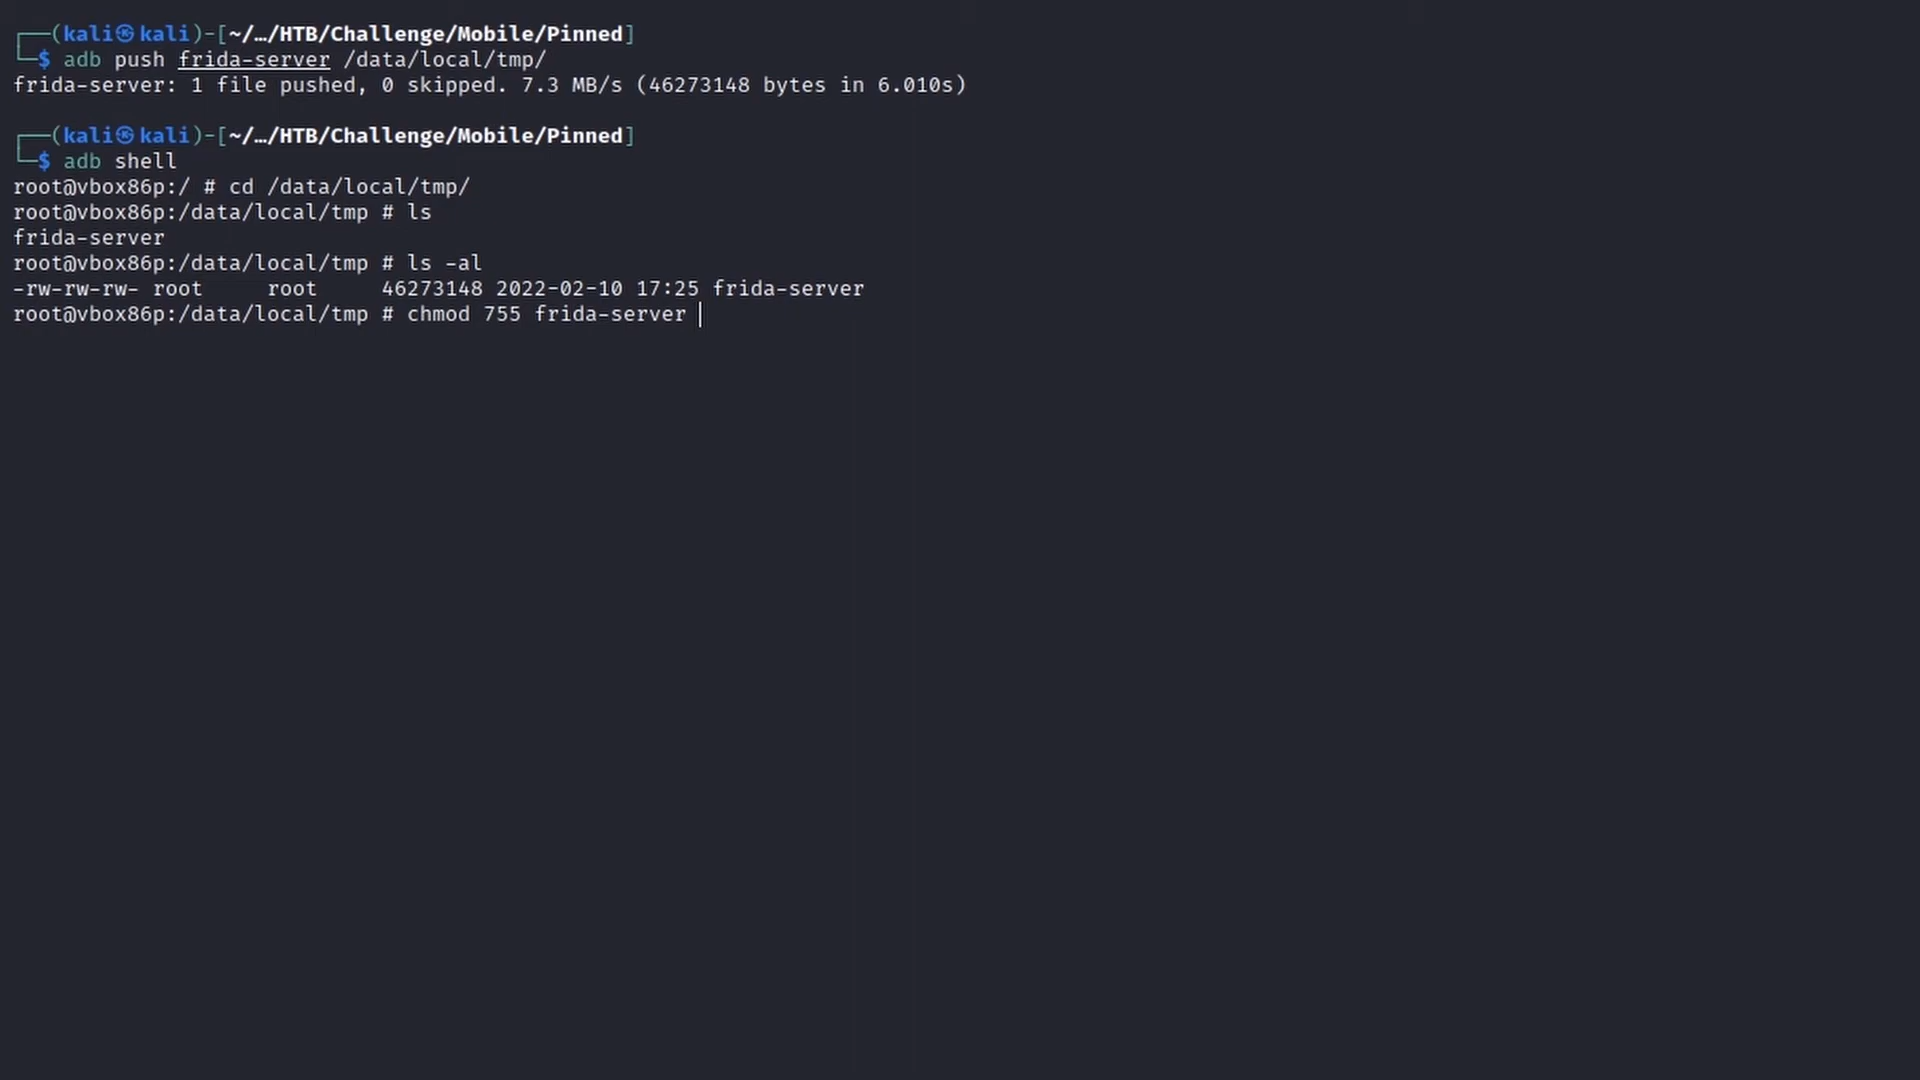 ┌──(kali㉿kali)-[~/…/HTB/Challenge/Mobile/Pinned]
└─$ adb push frida-server /data/local/tmp/
frida-server: 1 file pushed, 0 skipped. 7.3 MB/s (46273148 bytes in 6.010s)
┌──(kali㉿kali)-[~/…/HTB/Challenge/Mobile/Pinned]
└─$ adb shell
root@vbox86p:/ # cd /data/local/tmp/
root@vbox86p:/data/local/tmp # ls
frida-server
root@vbox86p:/data/local/tmp # ls -al
-rw-rw-rw- root     root     46273148 2022-02-10 17:25 frida-server
root@vbox86p:/data/local/tmp # chmod 755 frida-server